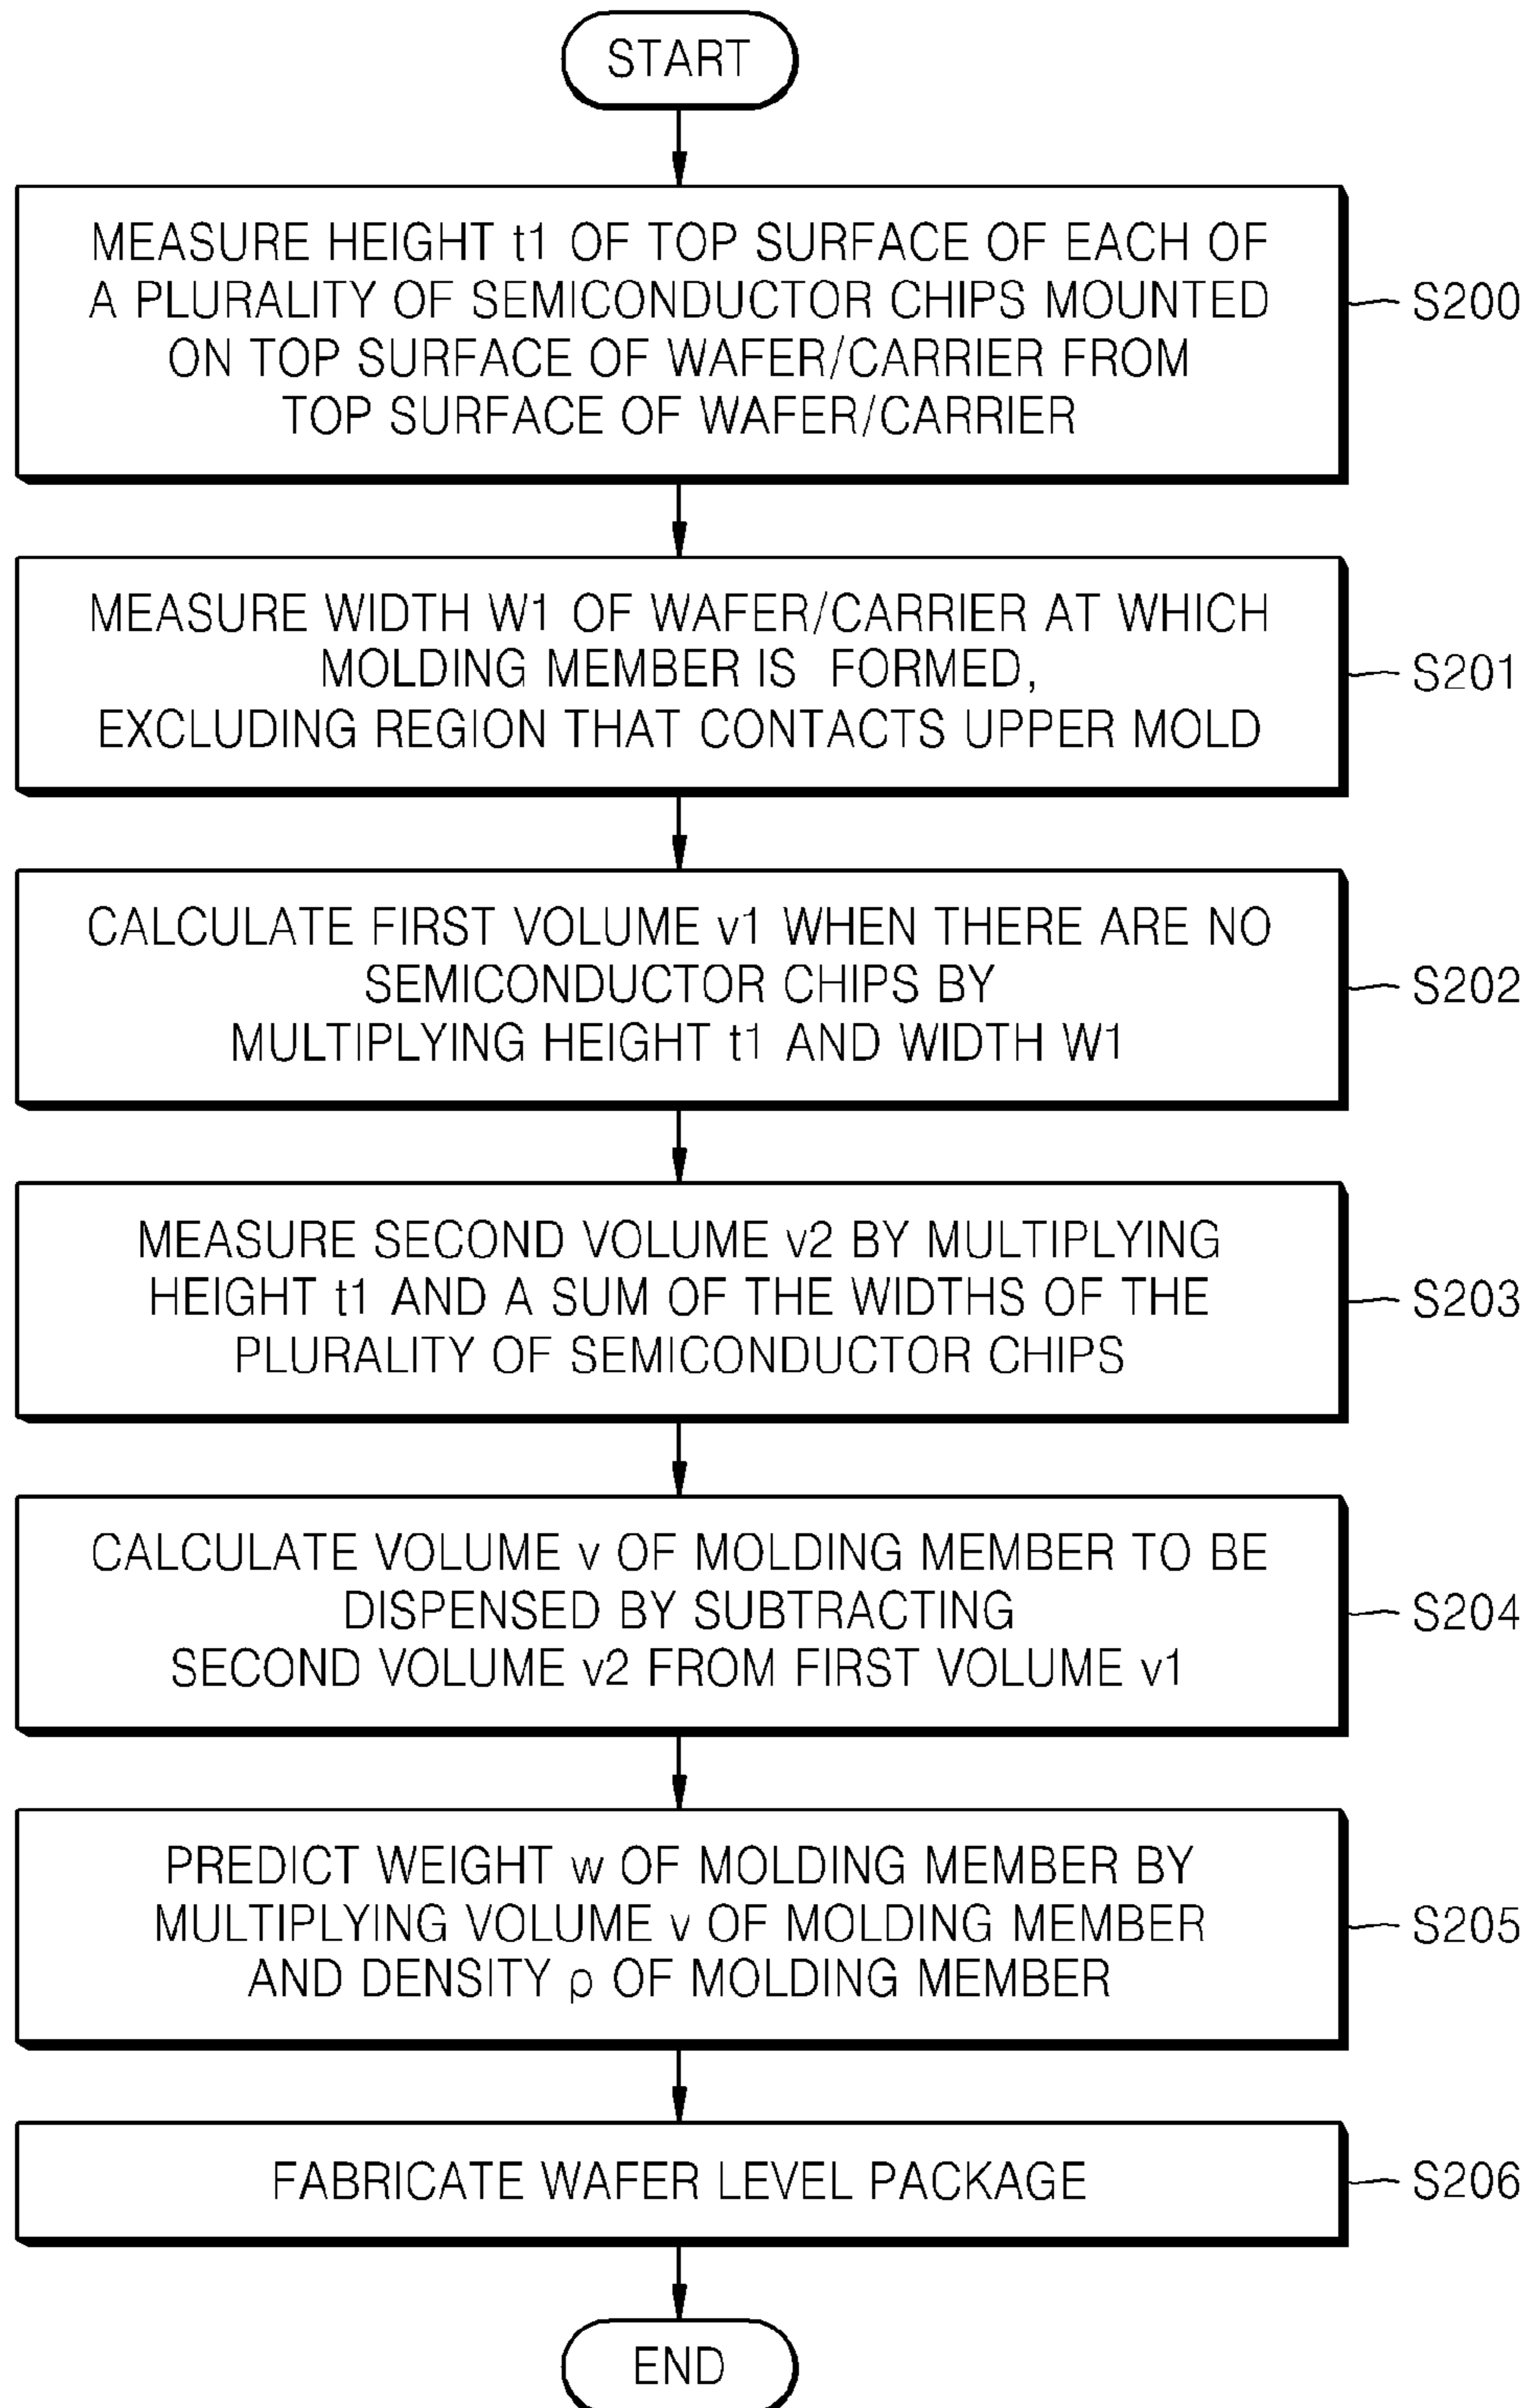 START
MEASURE HEIGHT t1 OF TOP SURFACE OF EACH OF
A PLURALITY OF SEMICONDUCTOR CHIPS MOUNTED
ON TOP SURFACE OF WAFER/CARRIER FROM
TOP SURFACE OF WAFER/CARRIER
S200
MEASURE WIDTH W1 OF WAFER/CARRIER AT WHICH
MOLDING MEMBER IS FORMED,
EXCLUDING REGION THAT CONTACTS UPPER MOLD
S201
CALCULATE FIRST VOLUME v1 WHEN THERE ARE NO
SEMICONDUCTOR CHIPS BY
MULTIPLYING HEIGHT t1 AND WIDTH W1
S202
MEASURE SECOND VOLUME v2 BY MULTIPLYING
HEIGHT t1 AND A SUM OF THE WIDTHS OF THE
PLURALITY OF SEMICONDUCTOR CHIPS
S203
CALCULATE VOLUME v OF MOLDING MEMBER TO BE
DISPENSED BY SUBTRACTING
SECOND VOLUME v2 FROM FIRST VOLUME v1
S204
PREDICT WEIGHT w OF MOLDING MEMBER BY
MULTIPLYING VOLUME v OF MOLDING MEMBER
AND DENSITY ρ OF MOLDING MEMBER
S205
FABRICATE WAFER LEVEL PACKAGE
S206
END